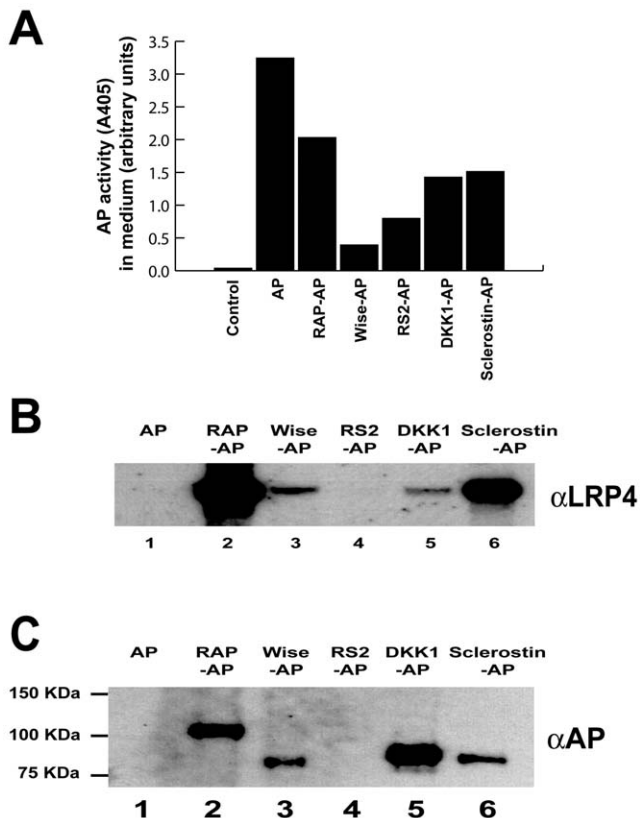 A
AP activity (A405)
in medium (arbitrary units)
3.5
3.0
2.5
2.0
1.5
1.0
0.5
0.0
Control
AP
RAP-AP
Wise-AP
RS2-AP
DKK1-AP
Sclerostin-AP
B
AP RAP Wise RS2 DKK1 Sclerostin
-AP -AP -AP -AP -AP
αLRP4
1 2 3 4 5 6
C
AP RAP Wise RS2 DKK1 Sclerostin
-AP -AP -AP -AP -AP
150 KDa
100 KDa
75 KDa
αAP
1 2 3 4 5 6